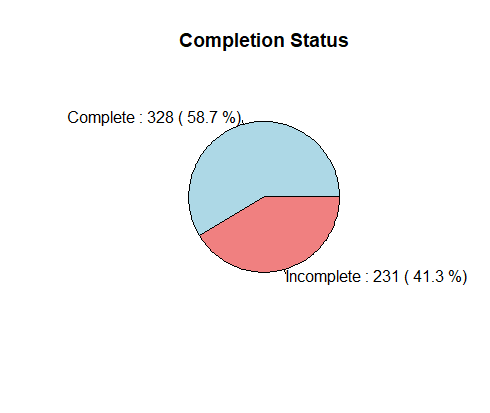 Completion Status
Complete : 328 ( 58.7 %)
Incomplete : 231 ( 41.3 %)